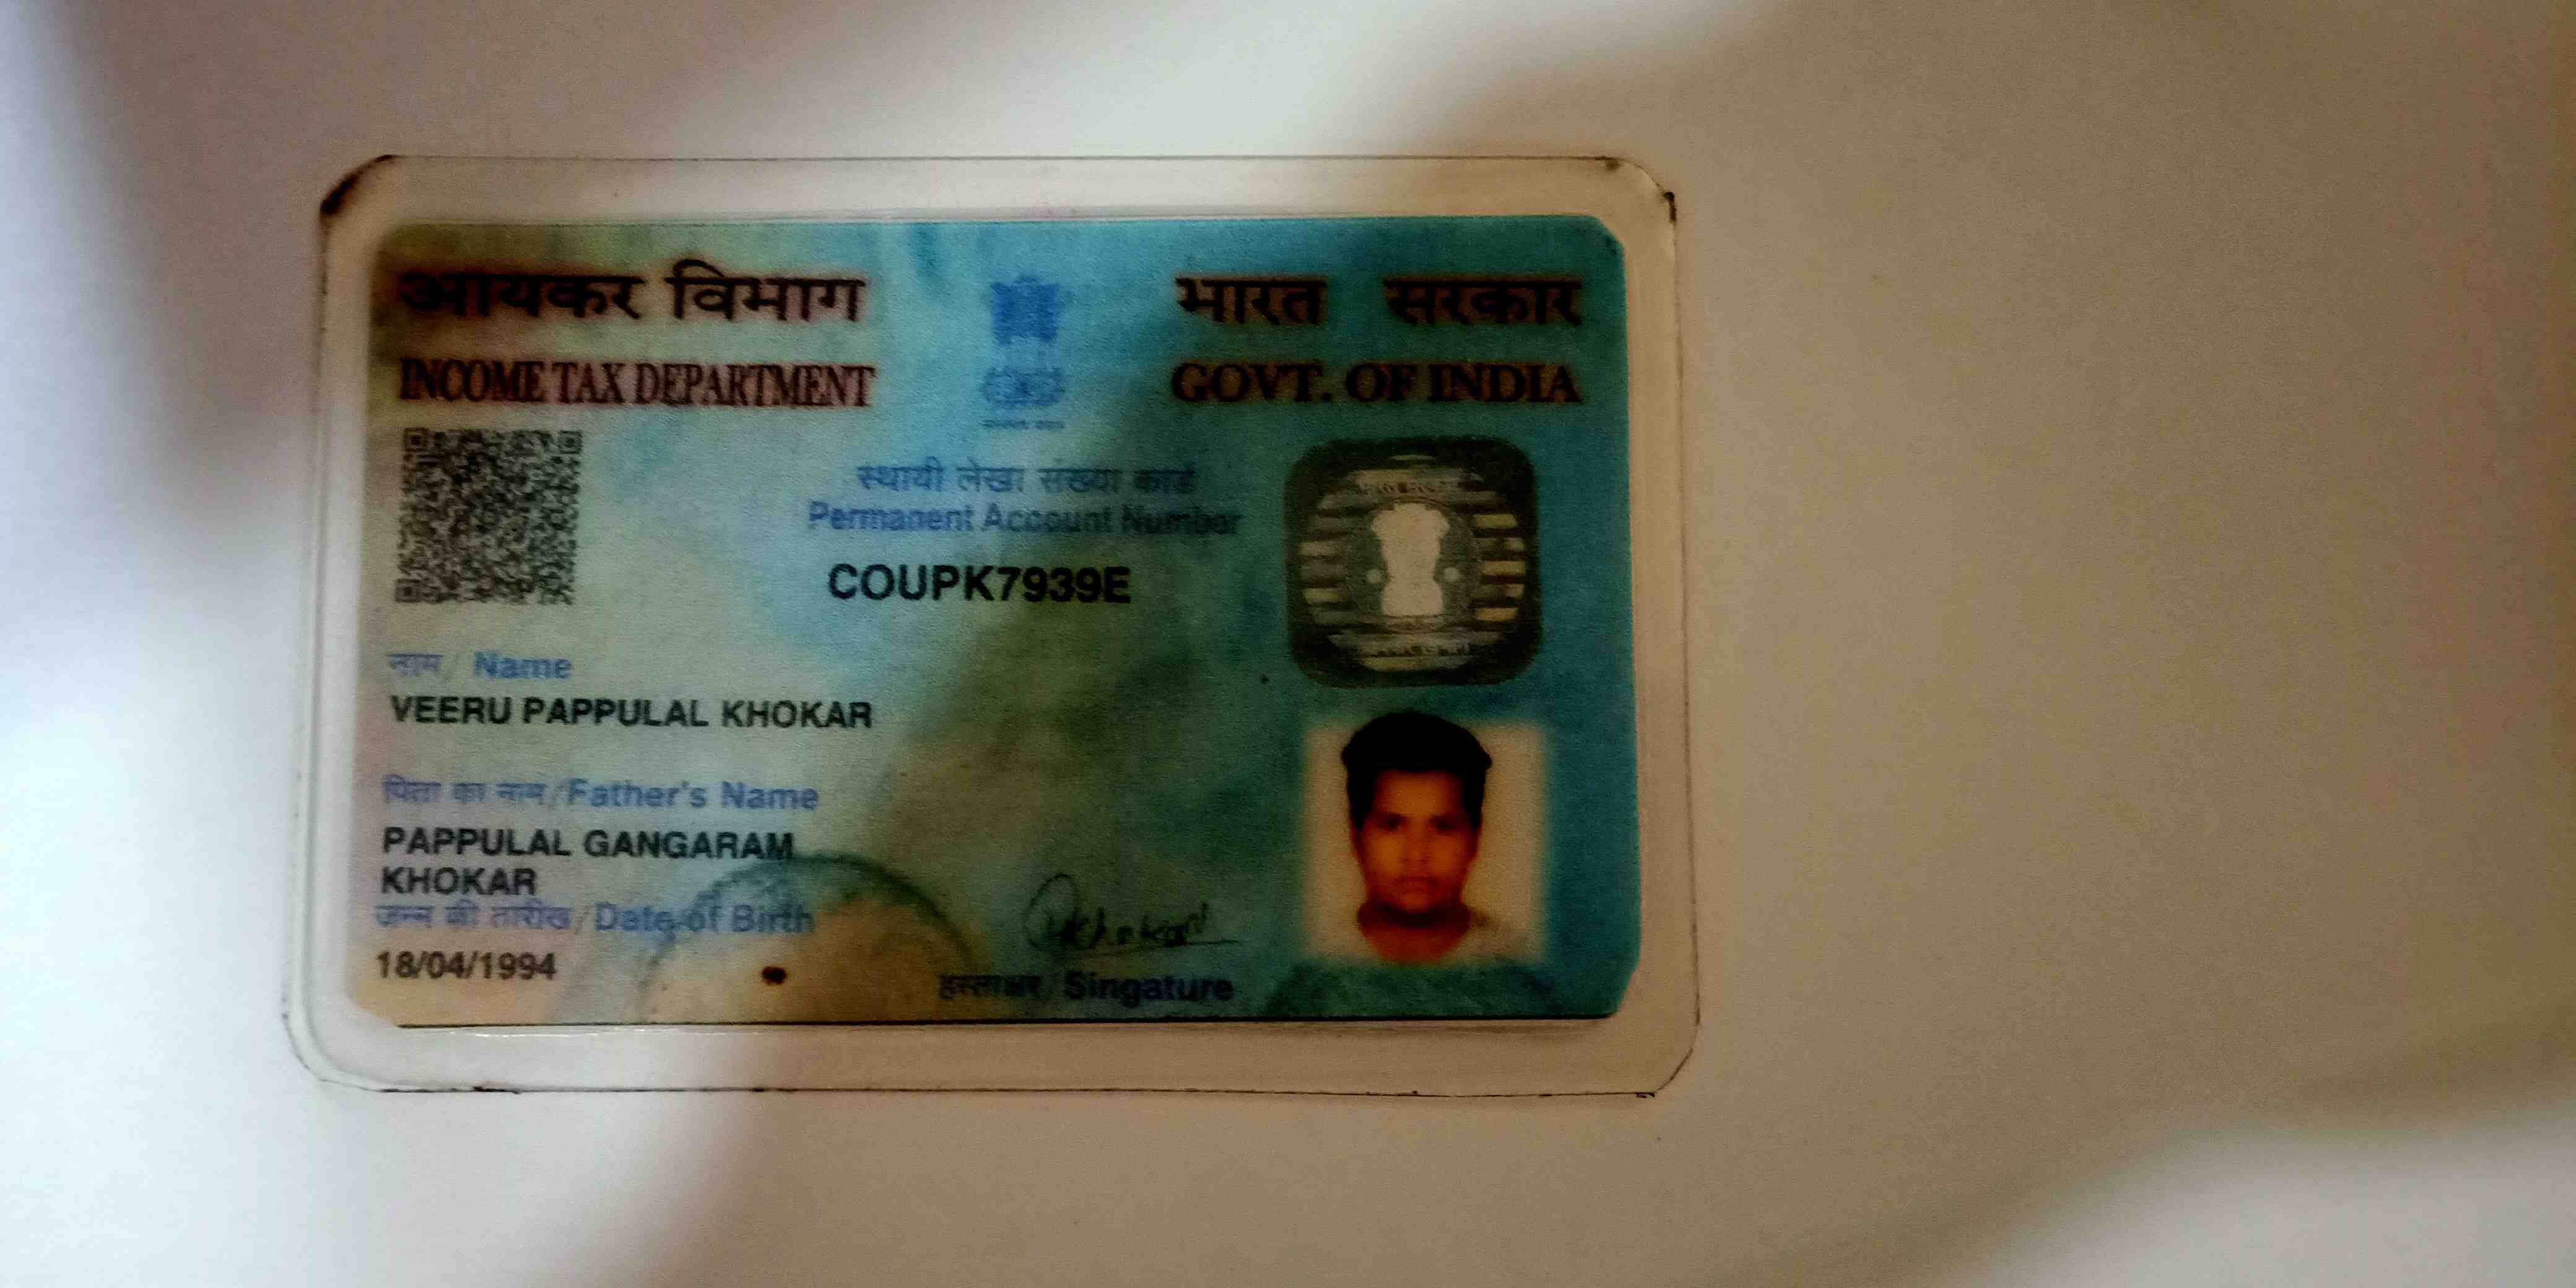 आयकर विभाग
INCOME TAX DEPARTMENT
भारत सरकार
GOVT. OF INDIA
स्थायी लेखा संख्या कार्ड
Permanent Account Number
COUPK7939E
नाम / Name
VEERU PAPPULAL KHOKAR
पिता का नाम/Father's Name
PAPPULAL GANGARAM
KHOKAR
जन्म की तारीख/Date of Birth
18/04/1994
हस्ताक्षर/Singature